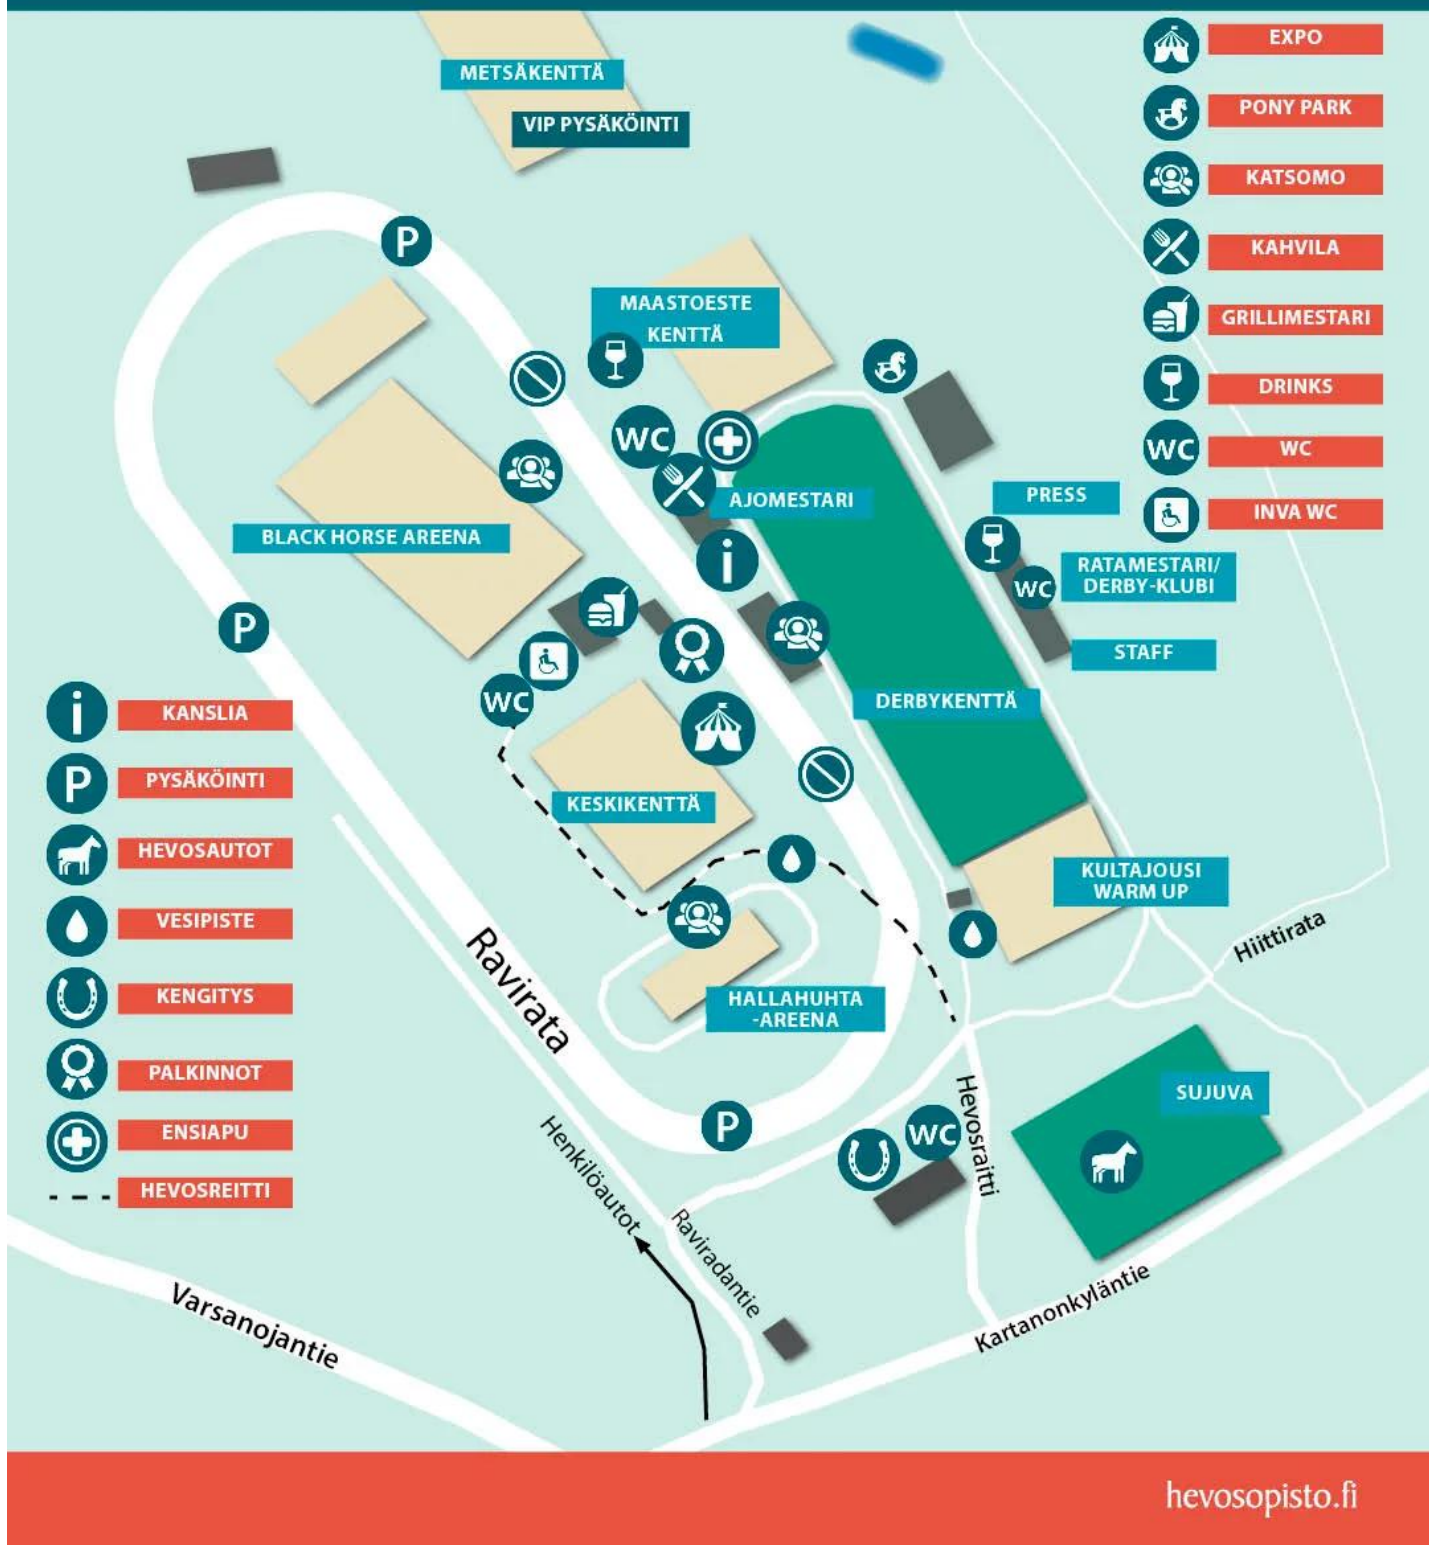 METSÄKENTTÄ
VIP PYSÄKÖINTI
EXPO
PONY PARK
KATSOMO
KAHVILA
GRILLIMESTARI
DRINKS
WC
WC
INVA WC
P
MAASTOESTE
KENTTÄ
WC
AJOMESTARI
i
PRESS
WC
RATAMESTARI/
DERBY-KLUBI
STAFF
BLACK HORSE AREENA
P
WC
DERBYKENTTÄ
KESKIKENTTÄ
KULTAJOUSI
WARM UP
HALLAHUHTA
-AREENA
Hiittirata
Ravirata
SUJUVA
P
WC
Hevosraitti
Henkilöautot
Raviradantie
Kartanonkyläntie
Varsanojantie
i
KANSLIA
P
PYSÄKÖINTI
HEVOSAUTOT
VESIPISTE
KENGITYS
PALKINNOT
ENSIAPU
HEVOSREITTI
hevosopisto.fi